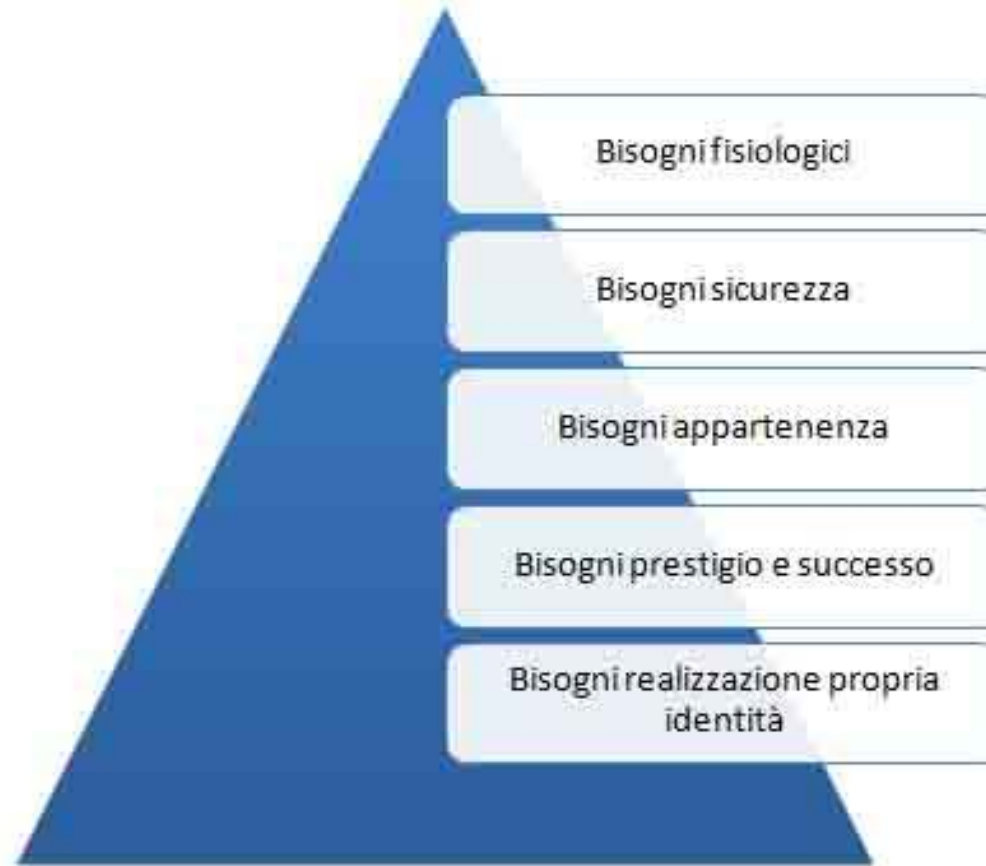 Bisogni fisiologici
Bisogni sicurezza
Bisogni appartenenza
Bisogni prestigio e successo
Bisogni realizzazione propria
identità